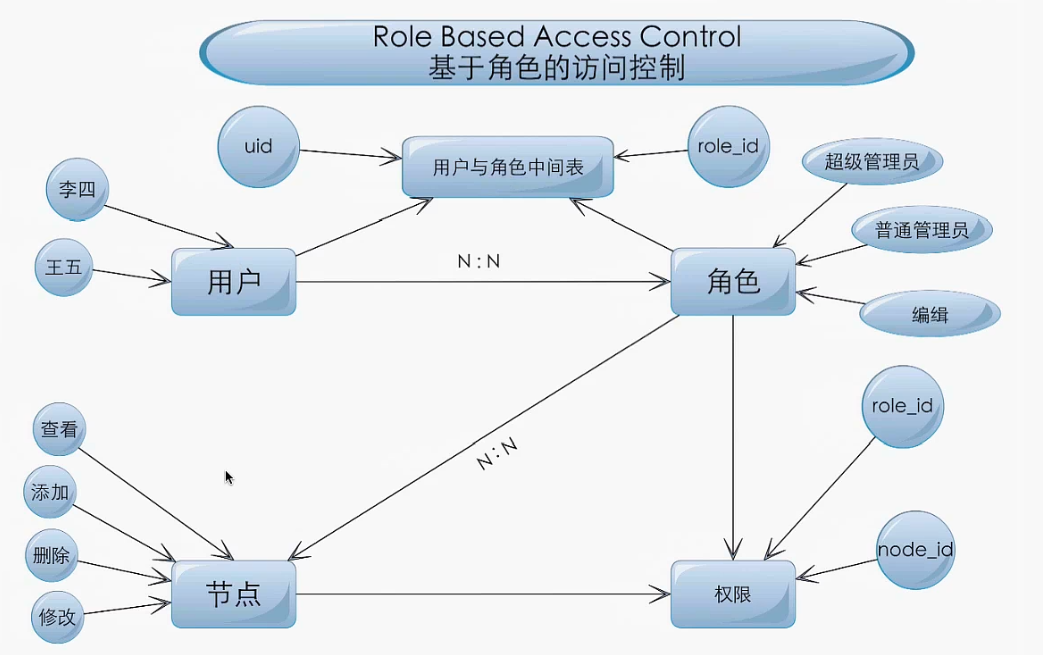 Role Based Access Control
基于角色的访问控制
uid
用户与角色中间表
role_id
超级管理员
李四
普通管理员
王五
用户
N:N
角色
编缉
role_id
查看
N:N
添加
删除
node_id
节点
权限
修改